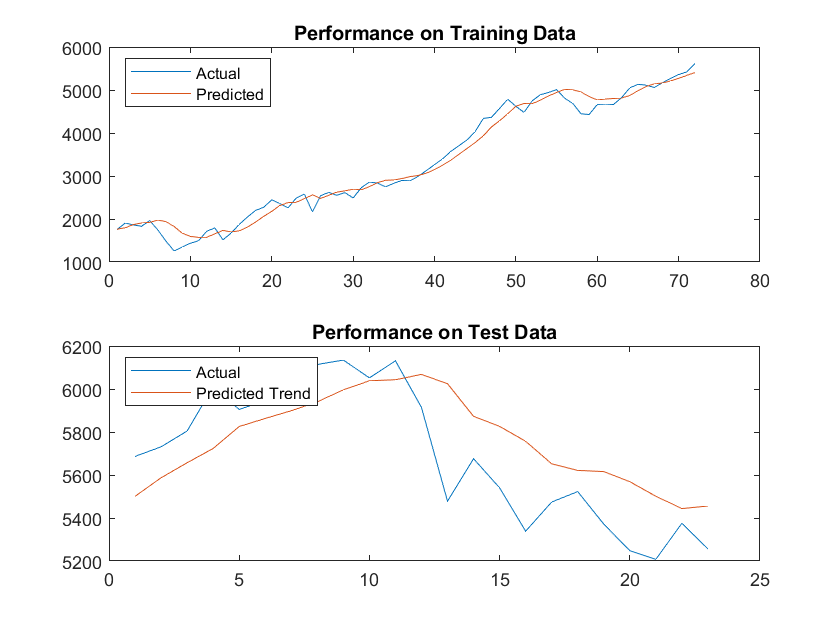 Performance on Training Data
6000
5000
4000
3000
2000
1000
Actual
Predicted
0 10 20 30 40 50 60 70 80
Performance on Test Data
6200
6000
5800
5600
5400
5200
Actual
Predicted Trend
0 5 10 15 20 25